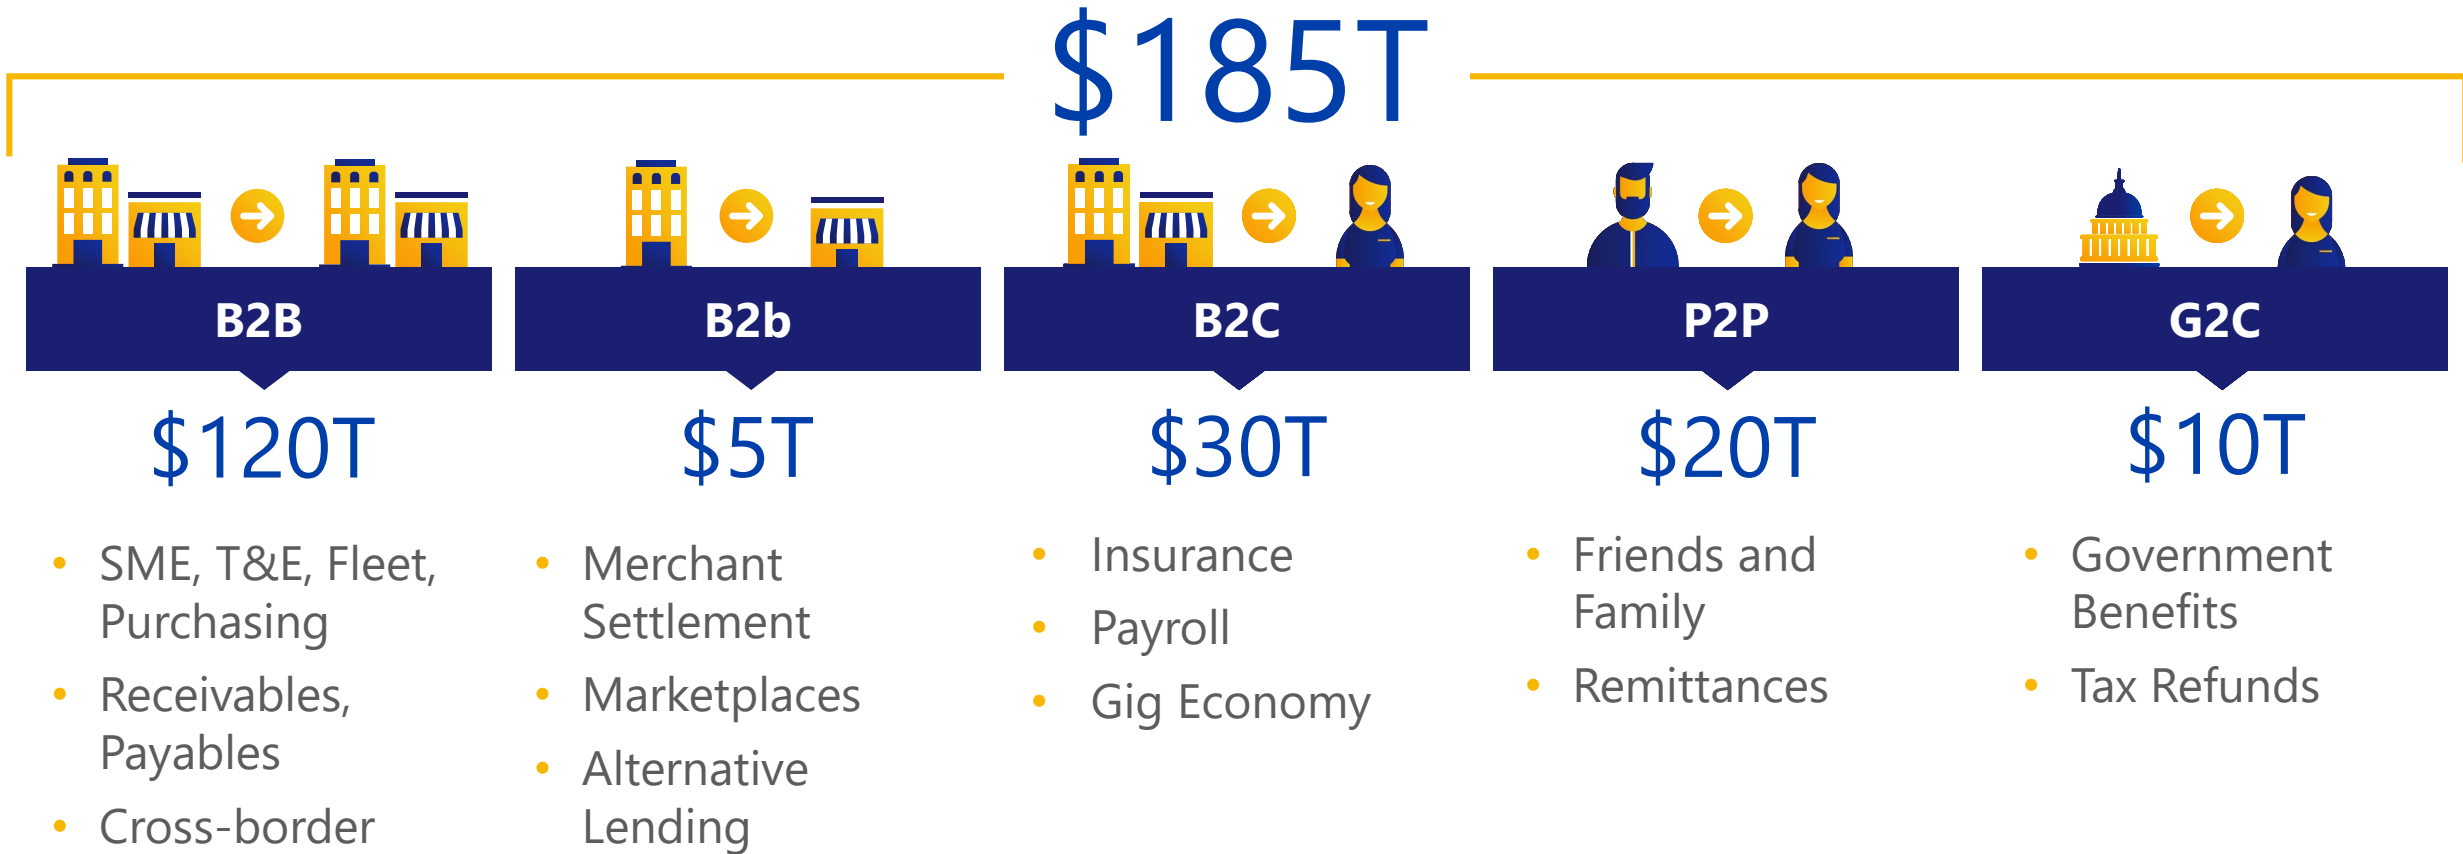 $185T
B2B
B2b
B2C
P2P
G2C
$120T
$5T
$30T
$20T
$10T
• SME, T&E, Fleet,
Purchasing
• Receivables,
Payables
• Cross-border
• Merchant
Settlement
• Marketplaces
• Alternative
Lending
• Insurance
• Payroll
• Gig Economy
• Friends and
Family
• Remittances
• Government
Benefits
• Tax Refunds